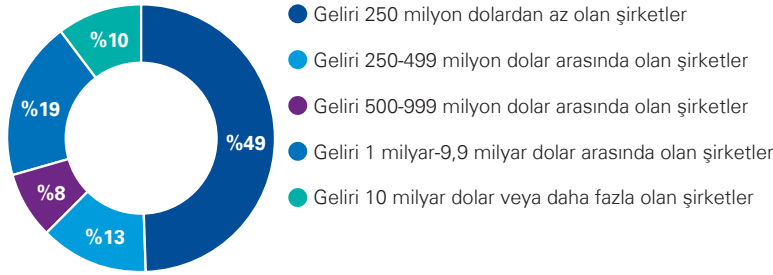 %10
%19
%8
%13
%49
Geliri 250 milyon dolardan az olan şirketler
Geliri 250-499 milyon dolar arasında olan şirketler
Geliri 500-999 milyon dolar arasında olan şirketler
Geliri 1 milyar-9,9 milyar dolar arasında olan şirketler
Geliri 10 milyar dolar veya daha fazla olan şirketler